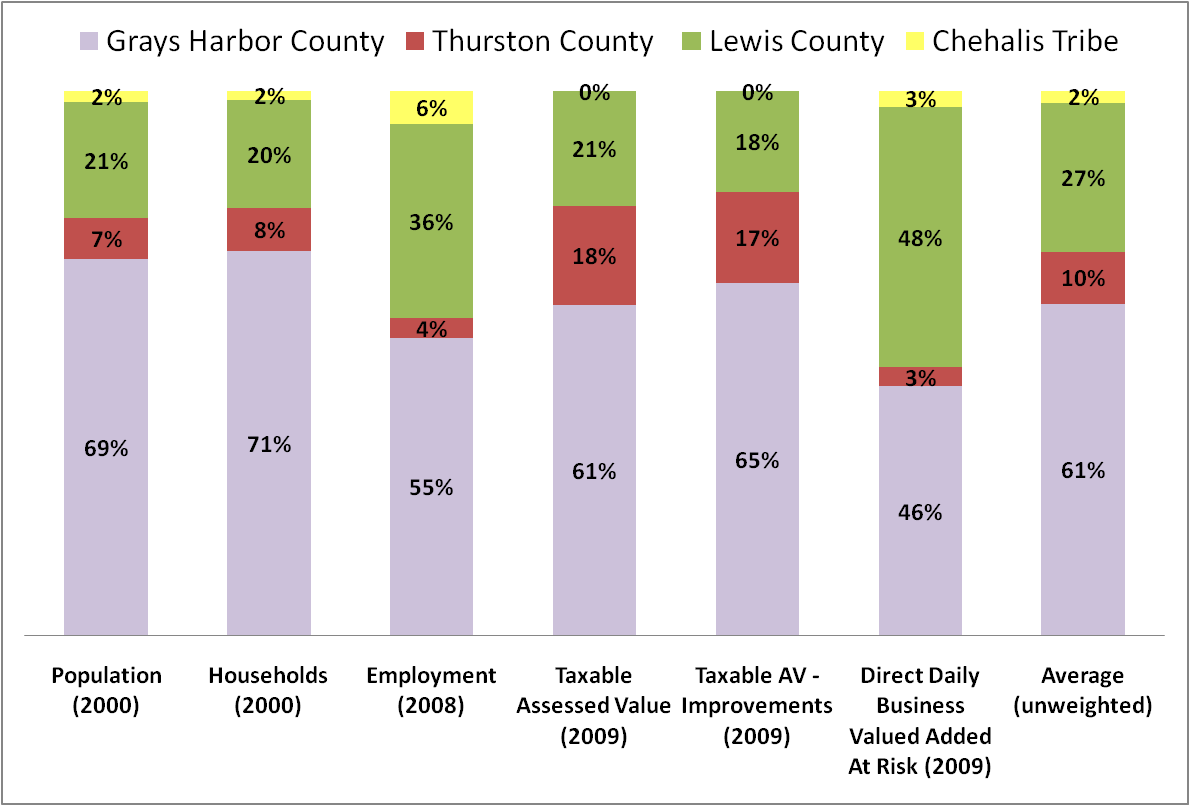 Grays Harbor County Thurston County Lewis County Chehalis Tribe
2% 2% 6% 0% 0% 3% 2%
21% 20% 36% 21% 18% 48% 27%
7% 8% 4% 18% 17% 3% 10%
69% 71% 55% 61% 65% 46% 61%
Population Households Employment Taxable Taxable AV - Direct Daily Average
(2000) (2000) (2008) Assessed Value Improvements Business (unweighted)
(2009) (2009) Valued Added
At Risk (2009)